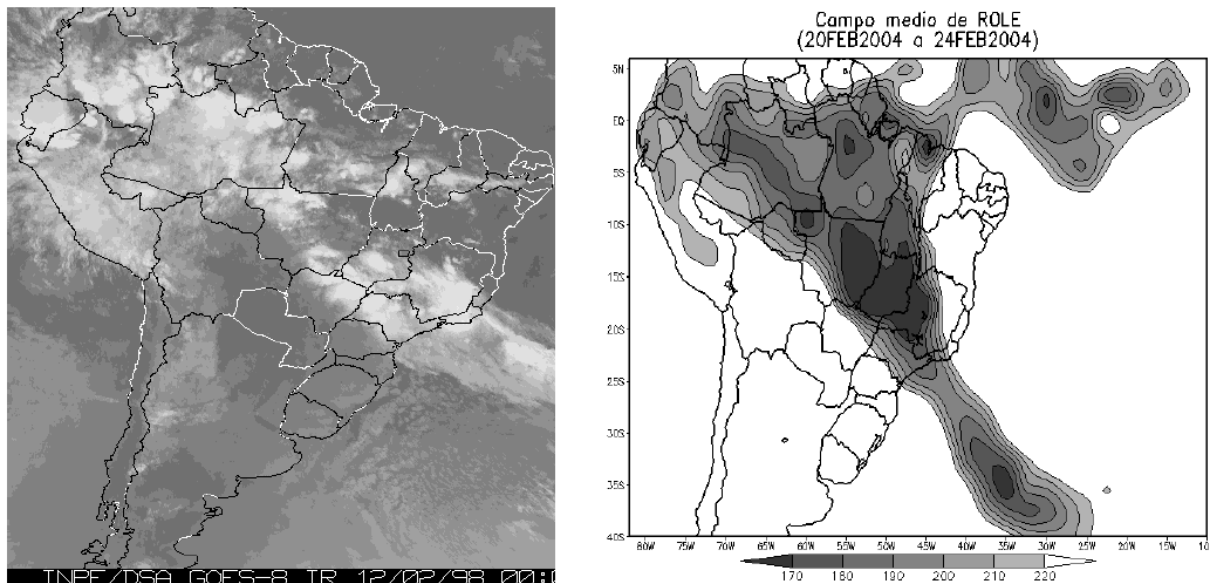 INPE/DSA GOES-8 IR 12/02/98 00:0
Campo medio de ROLE
(20FEB2004 a 24FEB2004)
5N
EQ
5S
10S
15S
20S
25S
30S
35S
40S
80W 75W 70W 65W 60W 55W 50W 45W 40W 35W 30W 25W 20W 15W 10
170 180 190 200 210 220